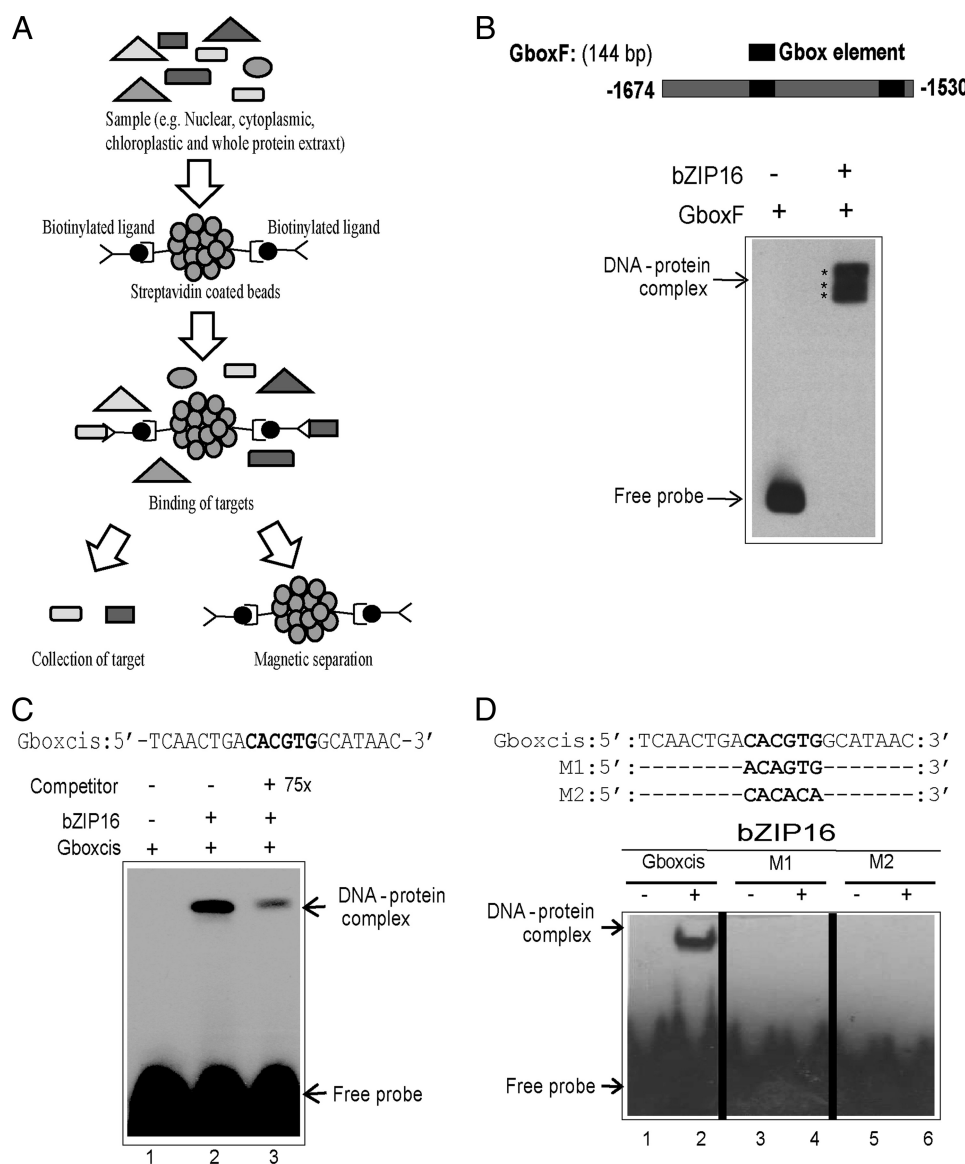 A
Sample (e.g. Nuclear, cytoplasmic,
chloroplastic and whole protein extraxt)
Biotinylated ligand
Biotinylated ligand
Streptavidin coated beads
Binding of targets
Collection of target
Magnetic separation
B
GboxF: (144 bp)
Gbox element
-1674
-1530
bZIP16 - +
GboxF + +
DNA-protein
complex
*
*
*
Free probe
C
Gboxcis:5′-TCAACTGACACGTGGCATAAC-3′
Competitor - - + 75x
bZIP16 - + +
Gboxcis + + +
DNA-protein
complex
Free probe
1 2 3
D
Gboxcis:5′:TCAACTGACACGTGGCATAAC:3′
M1:5′:-------ACAGTG-------:3′
M2:5′:-------CACACA-------:3′
bZIP16
Gboxcis M1 M2
- + - + - +
DNA-protein
complex
Free probe
1 2 3 4 5 6